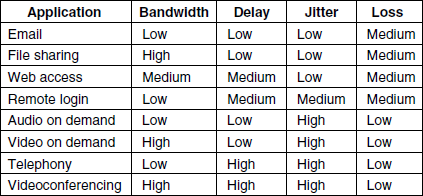 Application Bandwidth Delay Jitter Loss
Email Low Low Low Medium
File sharing High Low Low Medium
Web access Medium Medium Low Medium
Remote login Low Medium Medium Medium
Audio on demand Low Low High Low
Video on demand High Low High Low
Telephony Low High High Low
Videoconferencing High High High Low